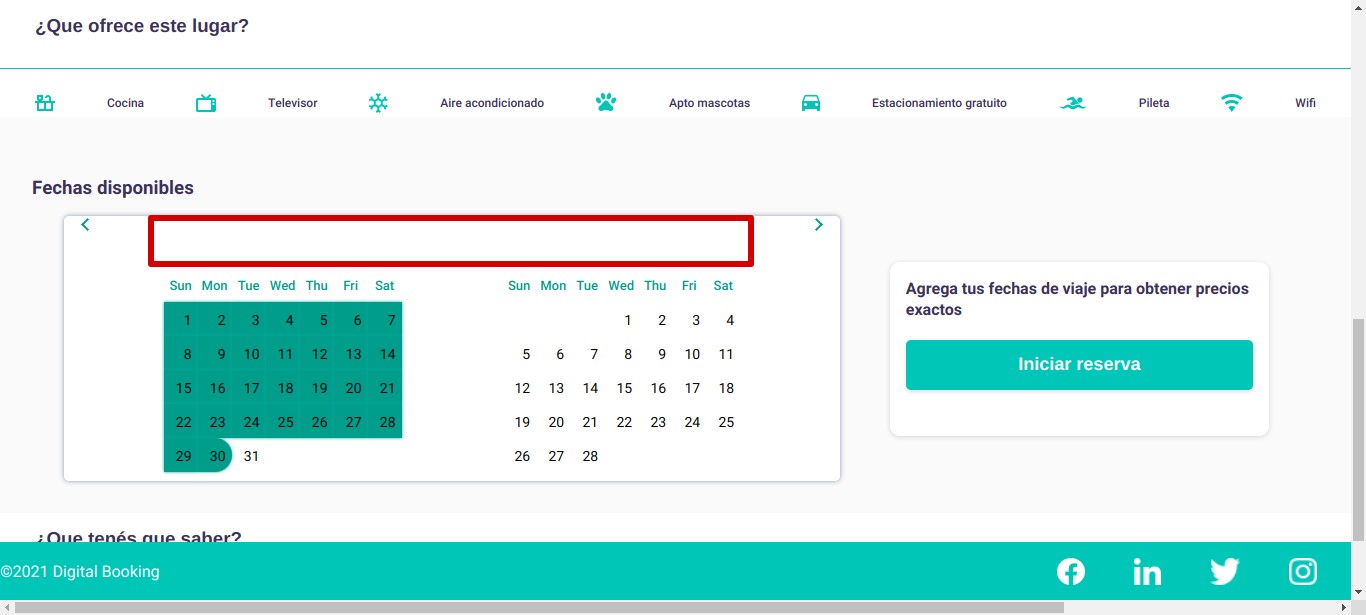 ¿Que ofrece este lugar?
Cocina Televisor Aire acondicionado Apto mascotas Estacionamiento gratuito Pileta Wifi
Fechas disponibles
Sun Mon Tue Wed Thu Fri Sat
1 2 3 4 5 6 7
8 9 10 11 12 13 14
15 16 17 18 19 20 21
22 23 24 25 26 27 28
29 30 31
Sun Mon Tue Wed Thu Fri Sat
1 2 3 4
5 6 7 8 9 10 11
12 13 14 15 16 17 18
19 20 21 22 23 24 25
26 27 28
Agrega tus fechas de viaje para obtener precios
exactos
Iniciar reserva
¿Que tenés que saber?
©2021 Digital Booking